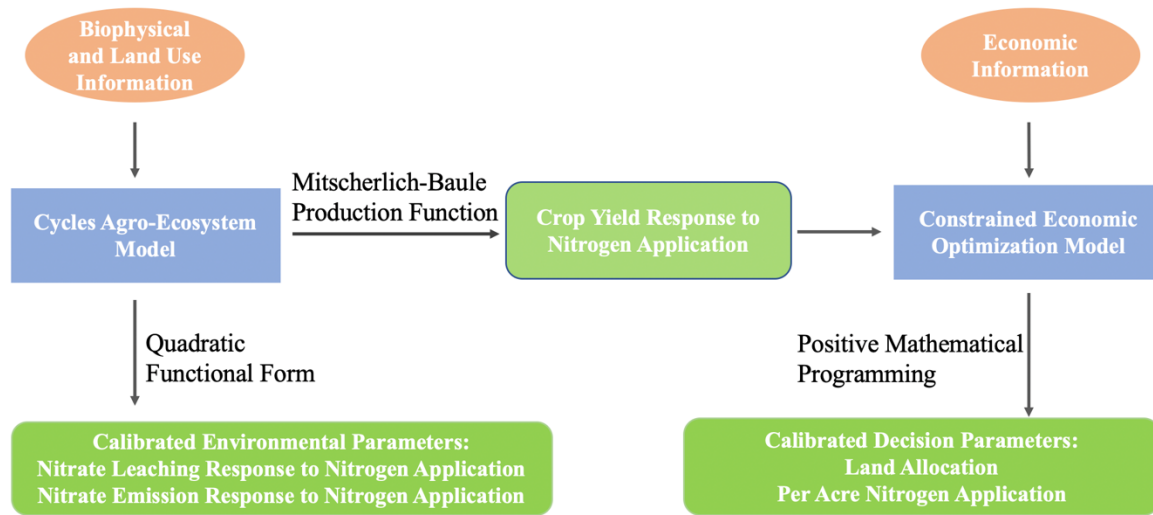 Biophysical
and Land Use
Information
Economic
Information
Cycles Agro-Ecosystem
Model
Mitscherlich-Baule
Production Function
Crop Yield Response to
Nitrogen Application
Constrained Economic
Optimization Model
Quadratic
Functional Form
Positive Mathematical
Programming
Calibrated Environmental Parameters:
Nitrate Leaching Response to Nitrogen Application
Nitrate Emission Response to Nitrogen Application
Calibrated Decision Parameters:
Land Allocation
Per Acre Nitrogen Application